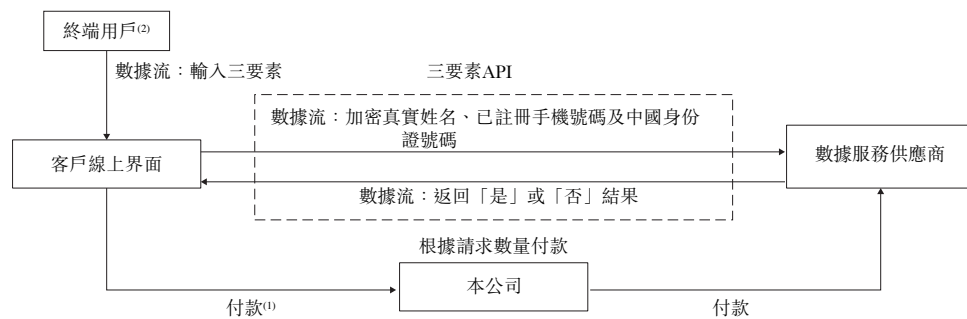 終端用戶(2)
數據流：輸入三要素
三要素API
數據流：加密真實姓名、已註冊手機號碼及中國身份
證號碼
客戶線上界面
數據服務供應商
數據流：返回「是」或「否」結果
根據請求數量付款
本公司
付款(1)
付款